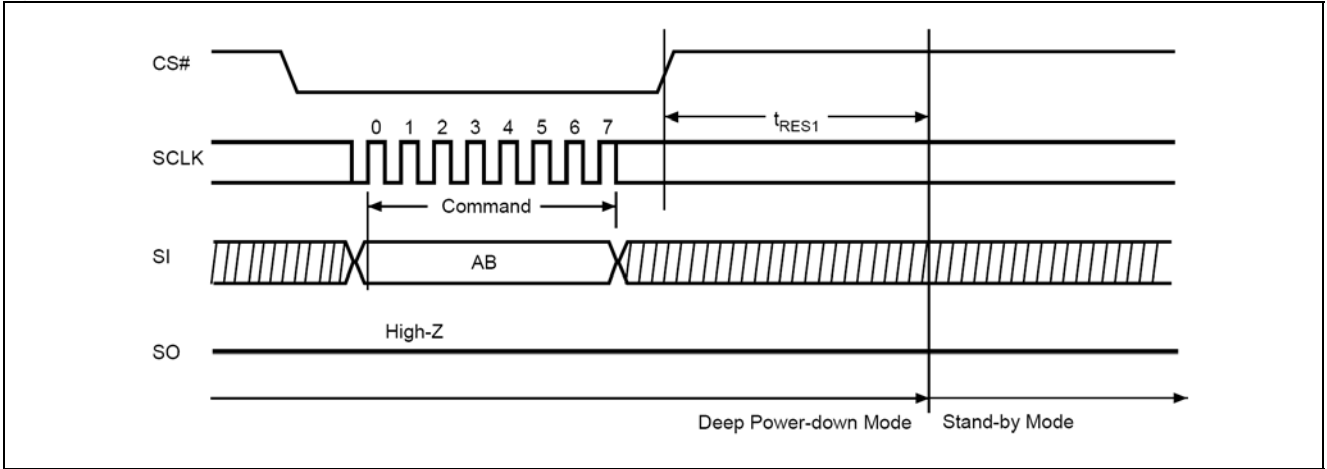 CS#
t_RES1
0 1 2 3 4 5 6 7
SCLK
Command
SI
AB
High-Z
SO
Deep Power-down Mode
Stand-by Mode